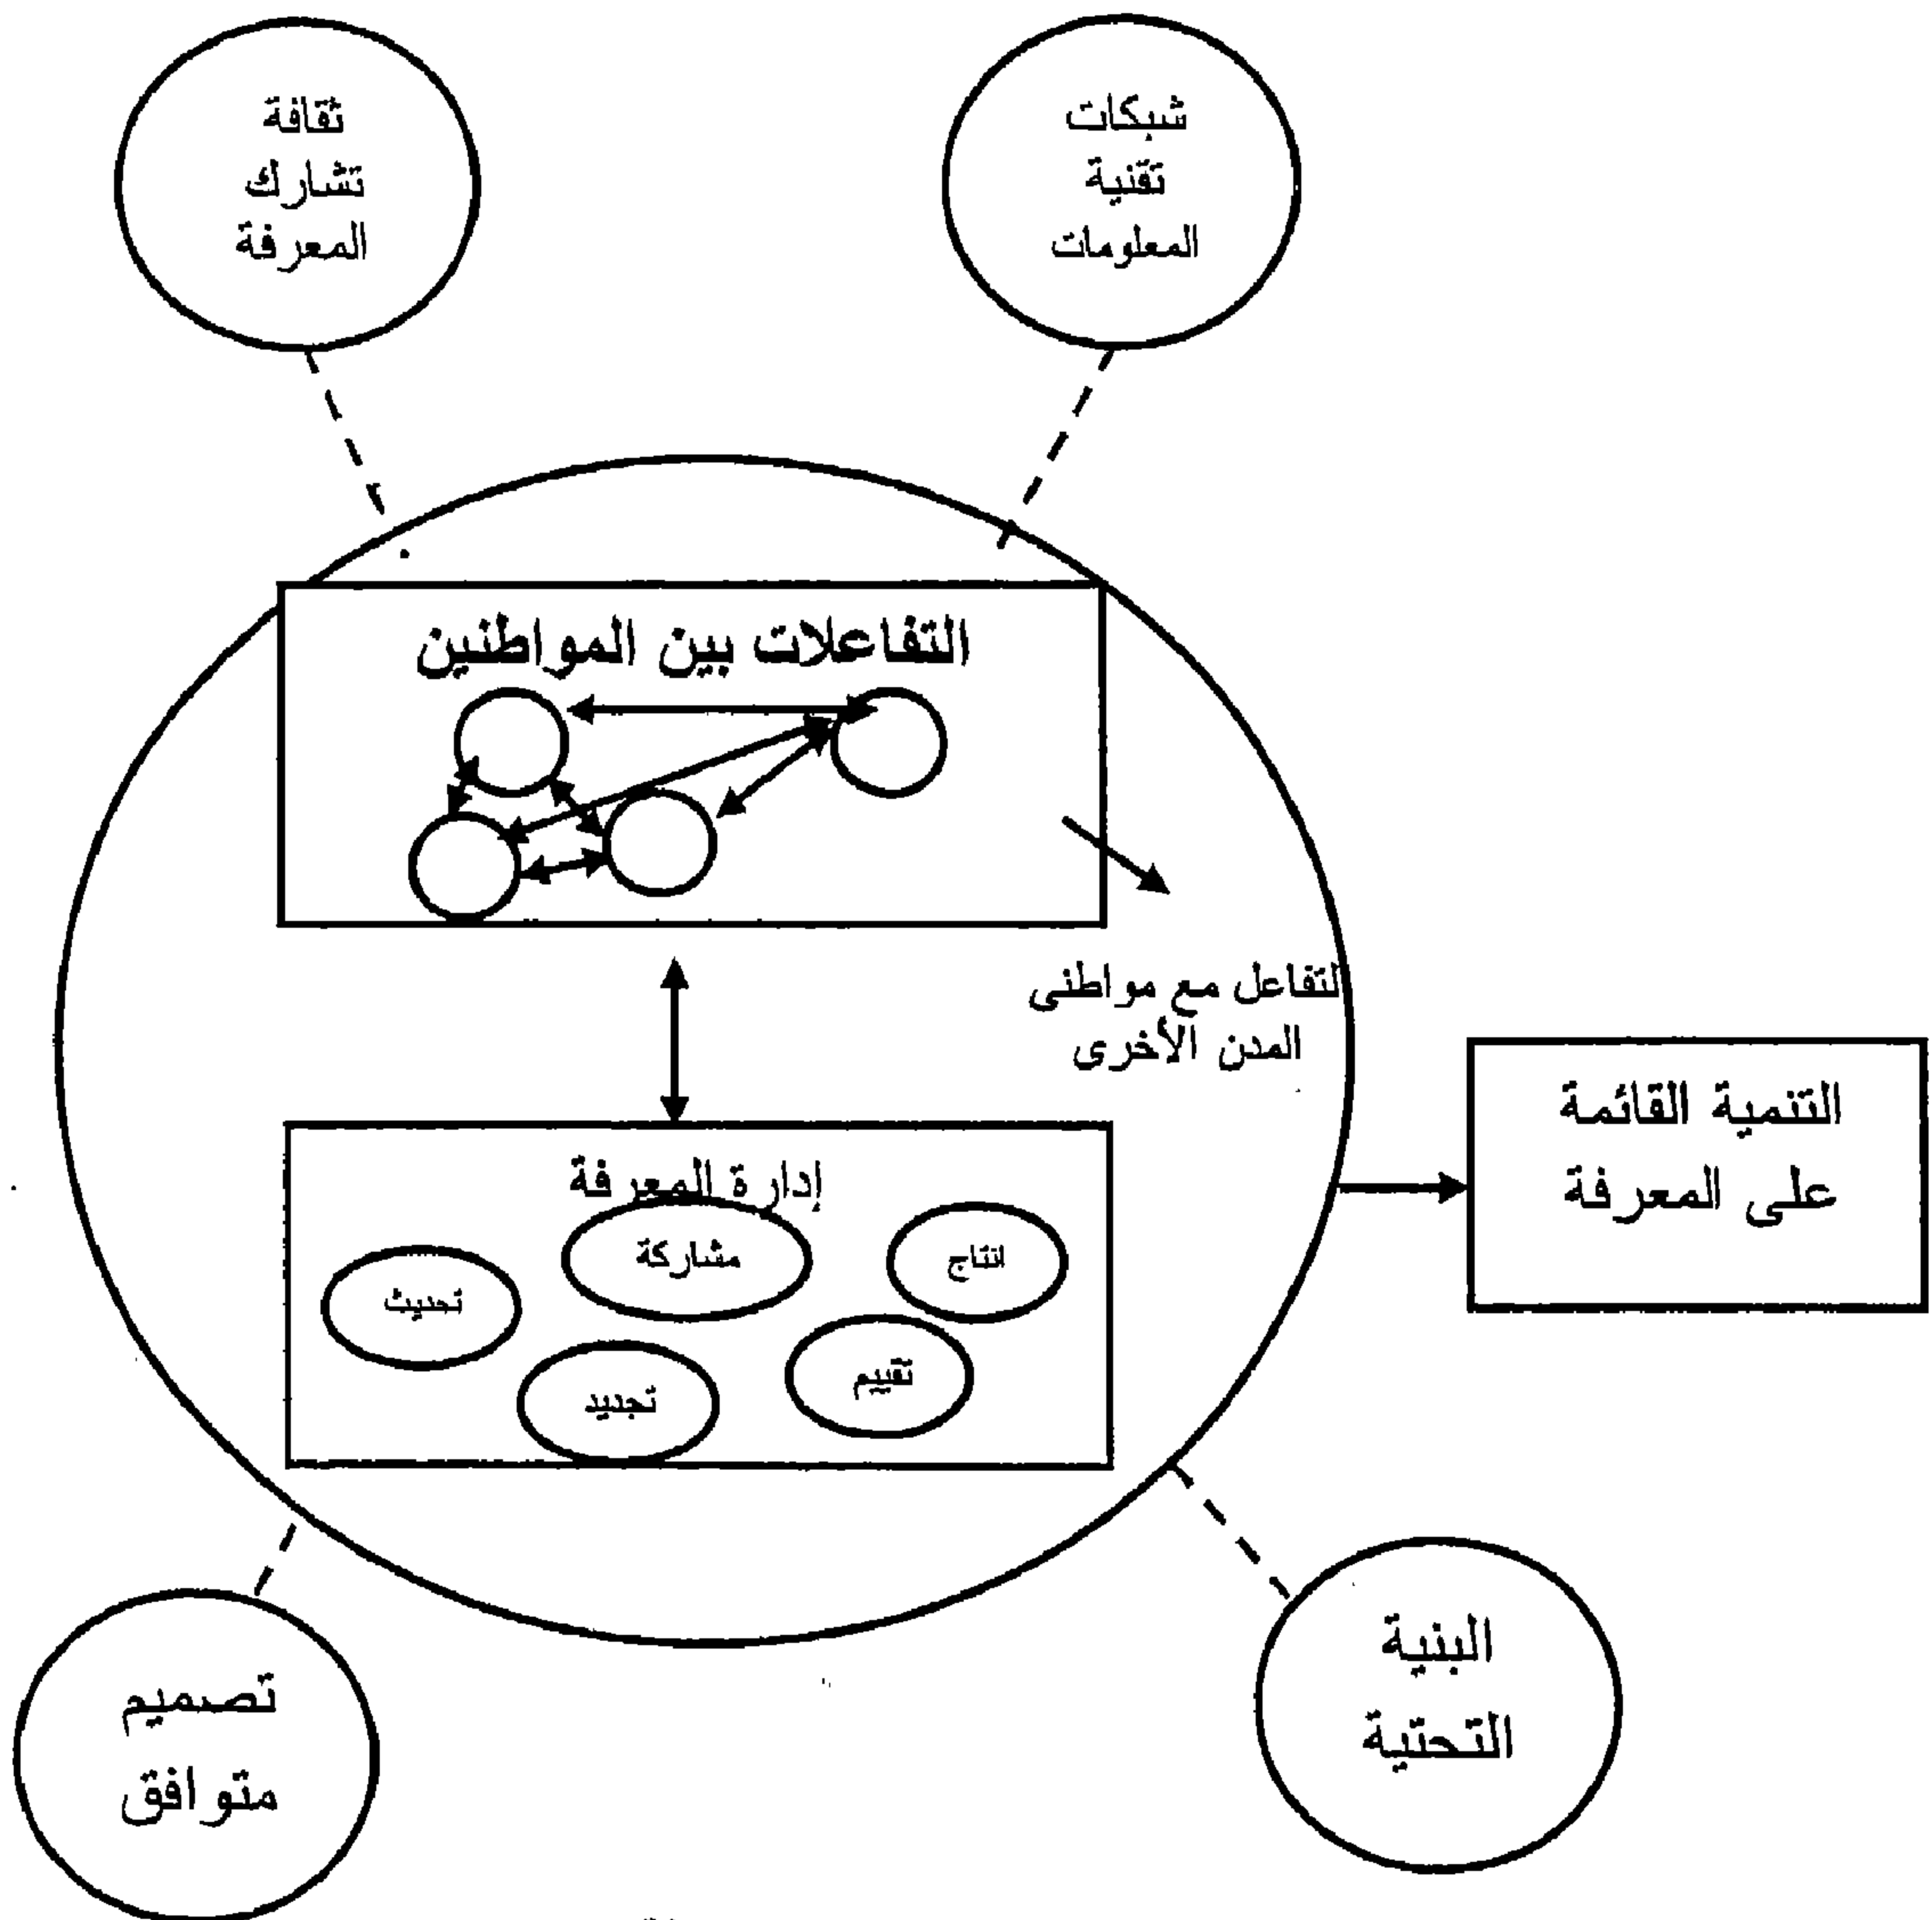 شبكات
تقنية
المعلومات
ثقافة
تشارك
المعرفة
التفاعلات بين المواطنين
التفاعل مع مواطنى
المدن الأخرى
التنمية القائمة
على المعرفة
إدارة المعرفة
انتاج
مشاركة
تحديث
تقييم
تجديد
البنية
التحتية
تصميم
متوافق